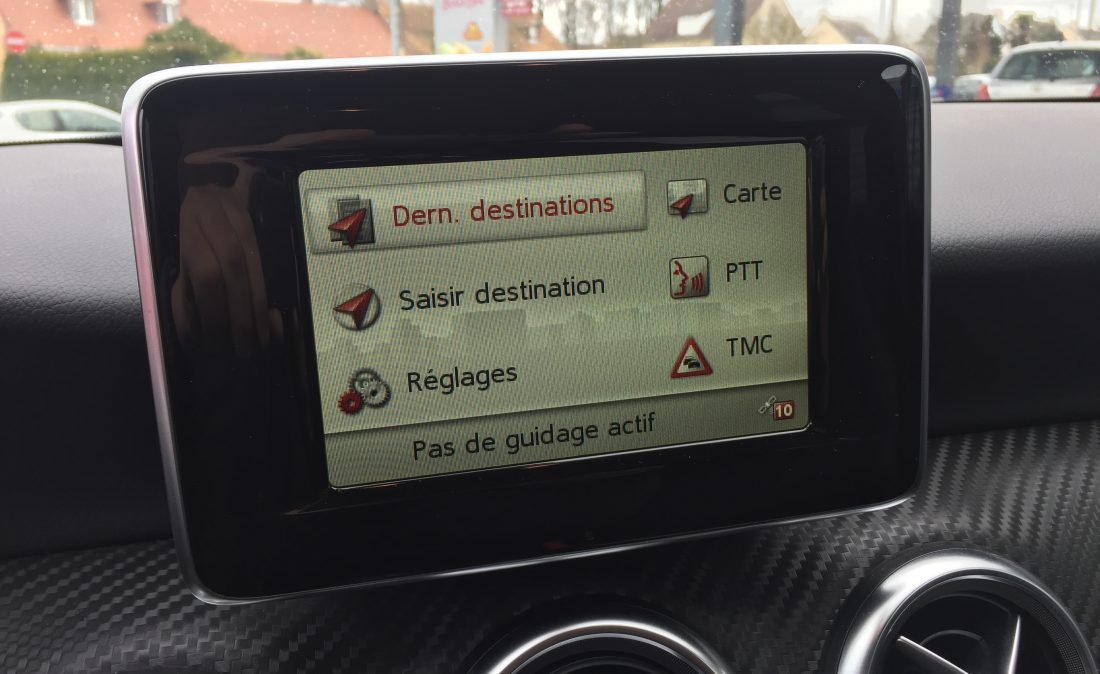 Dern. destinations
Carte
Saisir destination
PTT
Réglages
TMC
Pas de guidage actif
10